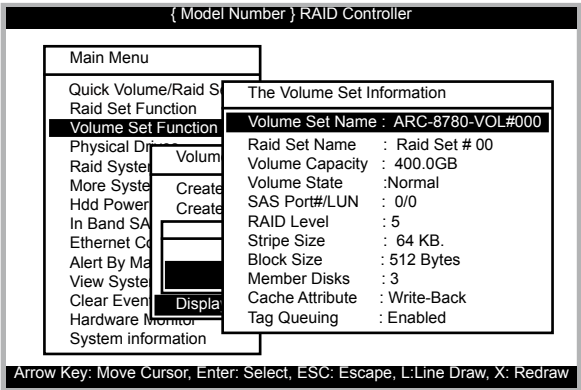 { Model Number } RAID Controller
Main Menu
Quick Volume/Raid S
Raid Set Function
Volume Set Function
Physical
Raid Syste
More Syste
Hdd Power
In Band SA
Ethernet Co
Alert By Ma
View Syste
Clear Even
Hardware Monitor
System information
Volum
Create
Create
Displa
The Volume Set Information
Volume Set Name : ARC-8780-VOL#000
Raid Set Name : Raid Set # 00
Volume Capacity : 400.0GB
Volume State :Normal
SAS Port#/LUN : 0/0
RAID Level : 5
Stripe Size : 64 KB.
Block Size : 512 Bytes
Member Disks : 3
Cache Attribute : Write-Back
Tag Queuing : Enabled
Arrow Key: Move Cursor, Enter: Select, ESC: Escape, L:Line Draw, X: Redraw